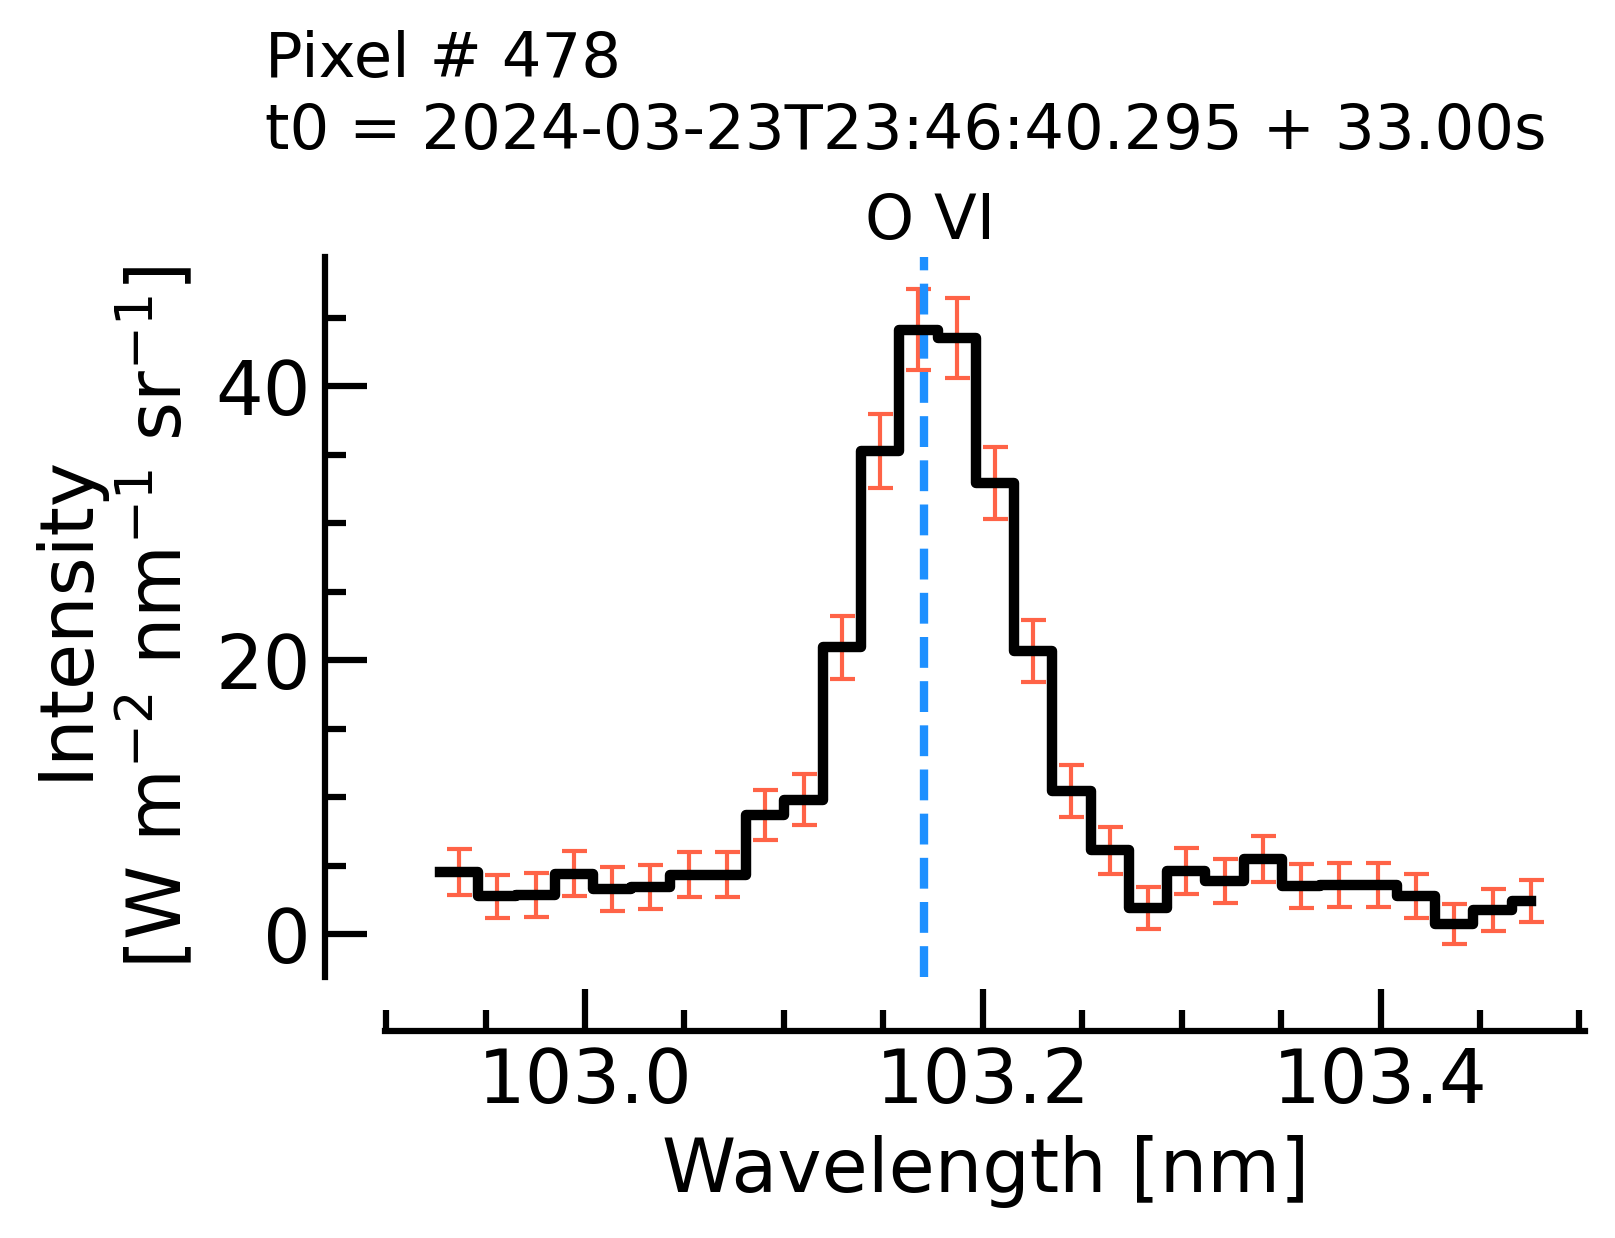 Pixel # 478
t0 = 2024-03-23T23:46:40.295 + 33.00s
O VI
Intensity
[W m⁻² nm⁻¹ sr⁻¹]
40
20
0
103.0 103.2 103.4
Wavelength [nm]